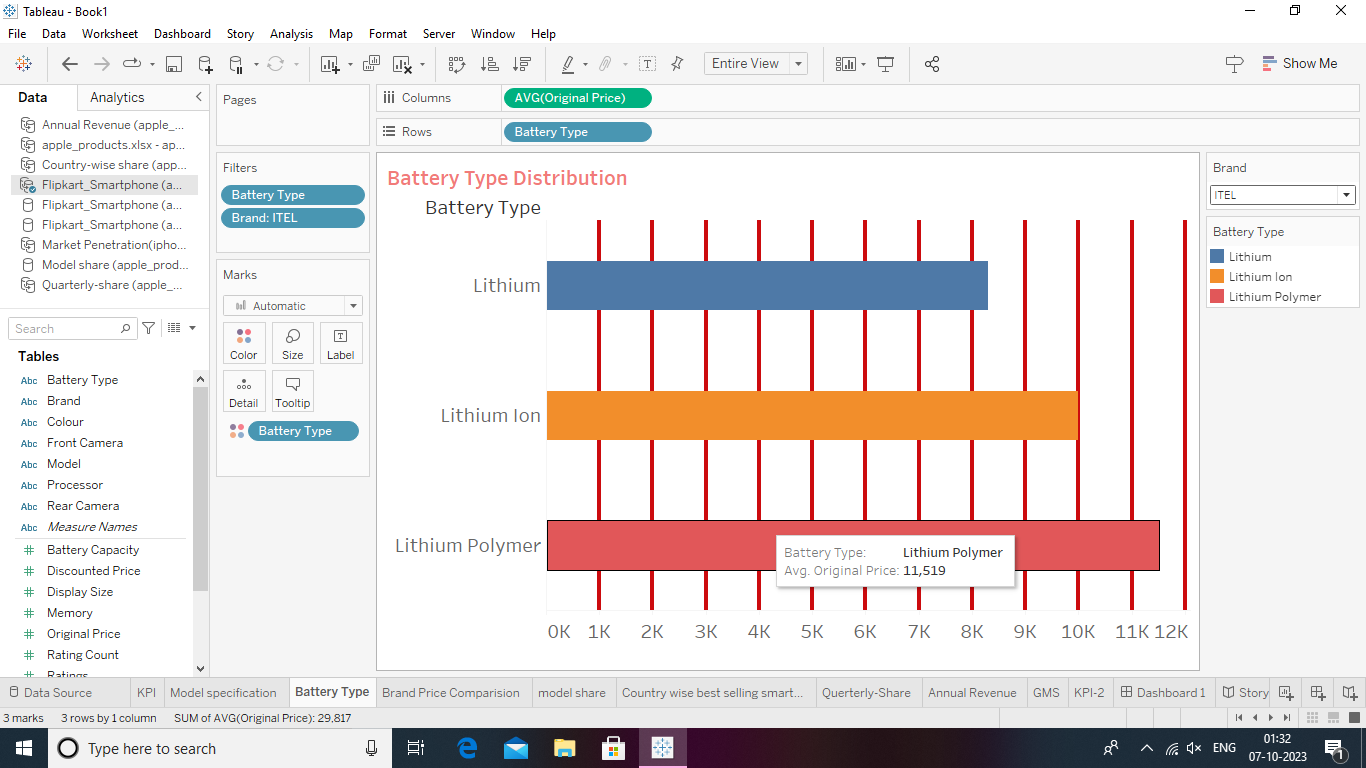 Tableau - Book1
File Data Worksheet Dashboard Story Analysis Map Format Server Window Help
Entire View
Show Me
Data Analytics
Annual Revenue (apple_...
apple_products.xlsx - ap...
Country-wise share (app...
Flipkart_Smartphone (a...
Flipkart_Smartphone (a...
Flipkart_Smartphone (a...
Market Penetration(ipho...
Model share (apple_prod...
Quarterly-share (apple_...
Search
Tables
Abc Battery Type
Abc Brand
Abc Colour
Abc Front Camera
Abc Model
Abc Processor
Abc Rear Camera
Abc Measure Names
# Battery Capacity
# Discounted Price
# Display Size
# Memory
# Original Price
# Rating Count
# Ratings
Pages
Filters
Battery Type
Brand: ITEL
Marks
Automatic
Color Size Label
Detail Tooltip
Battery Type
Columns AVG(Original Price)
Rows Battery Type
Battery Type Distribution
Battery Type
Lithium
Lithium Ion
Lithium Polymer
Battery Type: Lithium Polymer
Avg. Original Price: 11,519
0K 1K 2K 3K 4K 5K 6K 7K 8K 9K 10K 11K 12K
Brand
ITEL
Battery Type
Lithium
Lithium Ion
Lithium Polymer
Data Source KPI Model specification Battery Type Brand Price Comparision model share Country wise best selling smart... Querterly-Share Annual Revenue GMS KPI-2 Dashboard 1 Story
3 marks 3 rows by 1 column SUM of AVG(Original Price): 29,817
Type here to search
ENG
01:32
07-10-2023
1